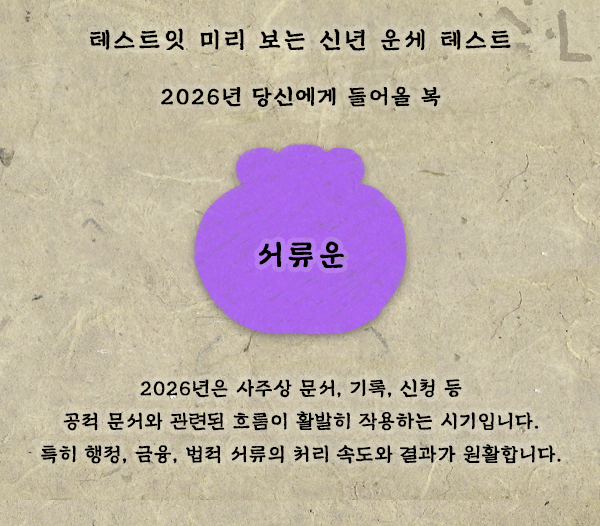 테스트잇 미리 보는 신년 운세 테스트
2026년 당신에게 들어올 복
서류운
2026년은 사주상 문서, 기록, 신청 등
공적 문서와 관련된 흐름이 활발히 작용하는 시기입니다.
특히 행정, 금융, 법적 서류의 처리 속도와 결과가 원활합니다.